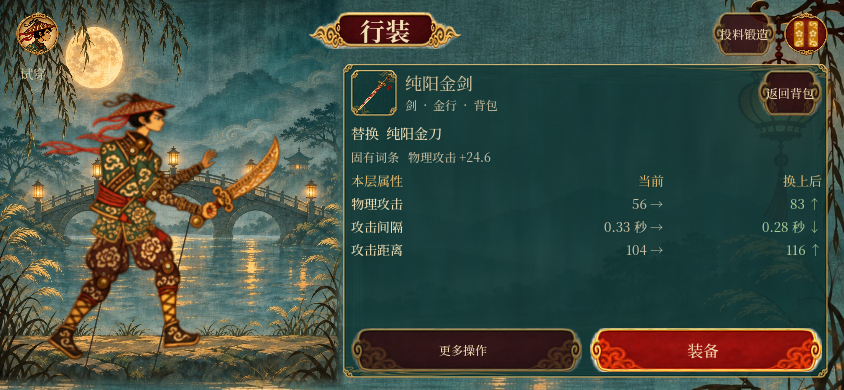 行装
投料锻造
试穿
纯阳金剑
剑 · 金行 · 背包
返回背包
替换 纯阳金刀
固有词条 物理攻击 +24.6
本层属性 当前 换上后
物理攻击 56 → 83 ↑
攻击间隔 0.33 秒 → 0.28 秒 ↓
攻击距离 104 → 116 ↑
更多操作 装备